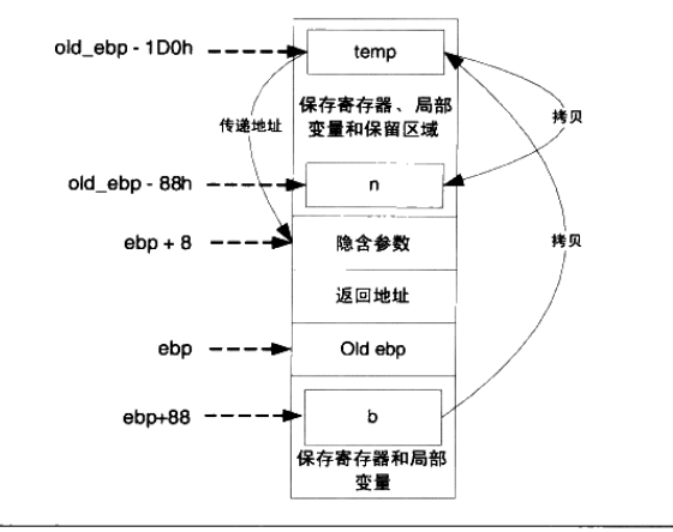 old_ebp - 1D0h
temp
保存寄存器、局部
变量和保留区域
传递地址
拷贝
old_ebp - 88h
n
ebp + 8
隐含参数
拷贝
返回地址
ebp
Old ebp
ebp+88
b
保存寄存器和局部
变量